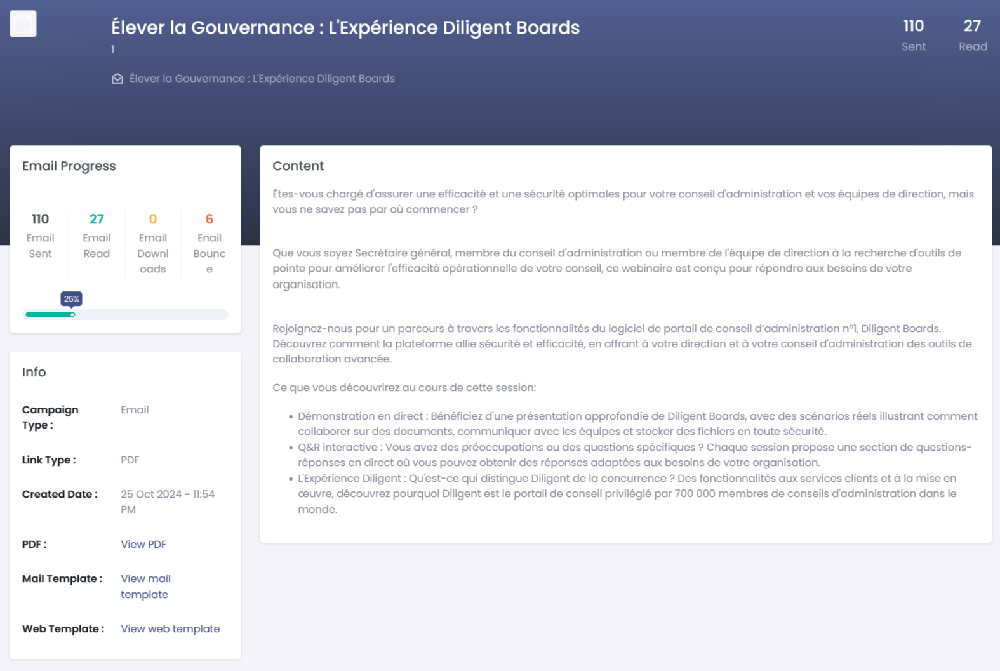 Élever la Gouvernance : L'Expérience Diligent Boards
1
Élever la Gouvernance : L'Expérience Diligent Boards
110
Sent
27
Read
Email Progress
110
Email
Sent
27
Email
Read
0
Email
Downl
oads
6
Enail
Bounc
e
25%
Info
Campaign
Type :
Email
Link Type :
PDF
Created Date :
25 Oct 2024 - 11:54
PM
PDF :
View PDF
Mail Template :
View mail
template
Web Template :
View web template
Content
Êtes-vous chargé d'assurer une efficacité et une sécurité optimales pour votre conseil d'administration et vos équipes de direction, mais
vous ne savez pas par où commencer ?
Que vous soyez Secrétaire général, membre du conseil d'administration ou membre de l'équipe de direction à la recherche d'outils de
pointe pour améliorer l'efficacité opérationnelle de votre conseil, ce webinaire est conçu pour répondre aux besoins de votre
organisation.
Rejoignez-nous pour un parcours à travers les fonctionnalités du logiciel de portail de conseil d’administration n°1, Diligent Boards.
Découvrez comment la plateforme allie sécurité et efficacité, en offrant à votre direction et à votre conseil d'administration des outils de
collaboration avancée.
Ce que vous découvrirez au cours de cette session:
• Démonstration en direct : Bénéficiez d'une présentation approfondie de Diligent Boards, avec des scénarios réels illustrant comment
collaborer sur des documents, communiquer avec les équipes et stocker des fichiers en toute sécurité.
• Q&R interactive : Vous avez des préoccupations ou des questions spécifiques ? Chaque session propose une section de questions-
réponses en direct où vous pouvez obtenir des réponses adaptées aux besoins de votre organisation.
• L'Expérience Diligent : Qu'est-ce qui distingue Diligent de la concurrence ? Des fonctionnalités aux services clients et à la mise en
œuvre, découvrez pourquoi Diligent est le portail de conseil privilégié par 700 000 membres de conseils d'administration dans le
monde.